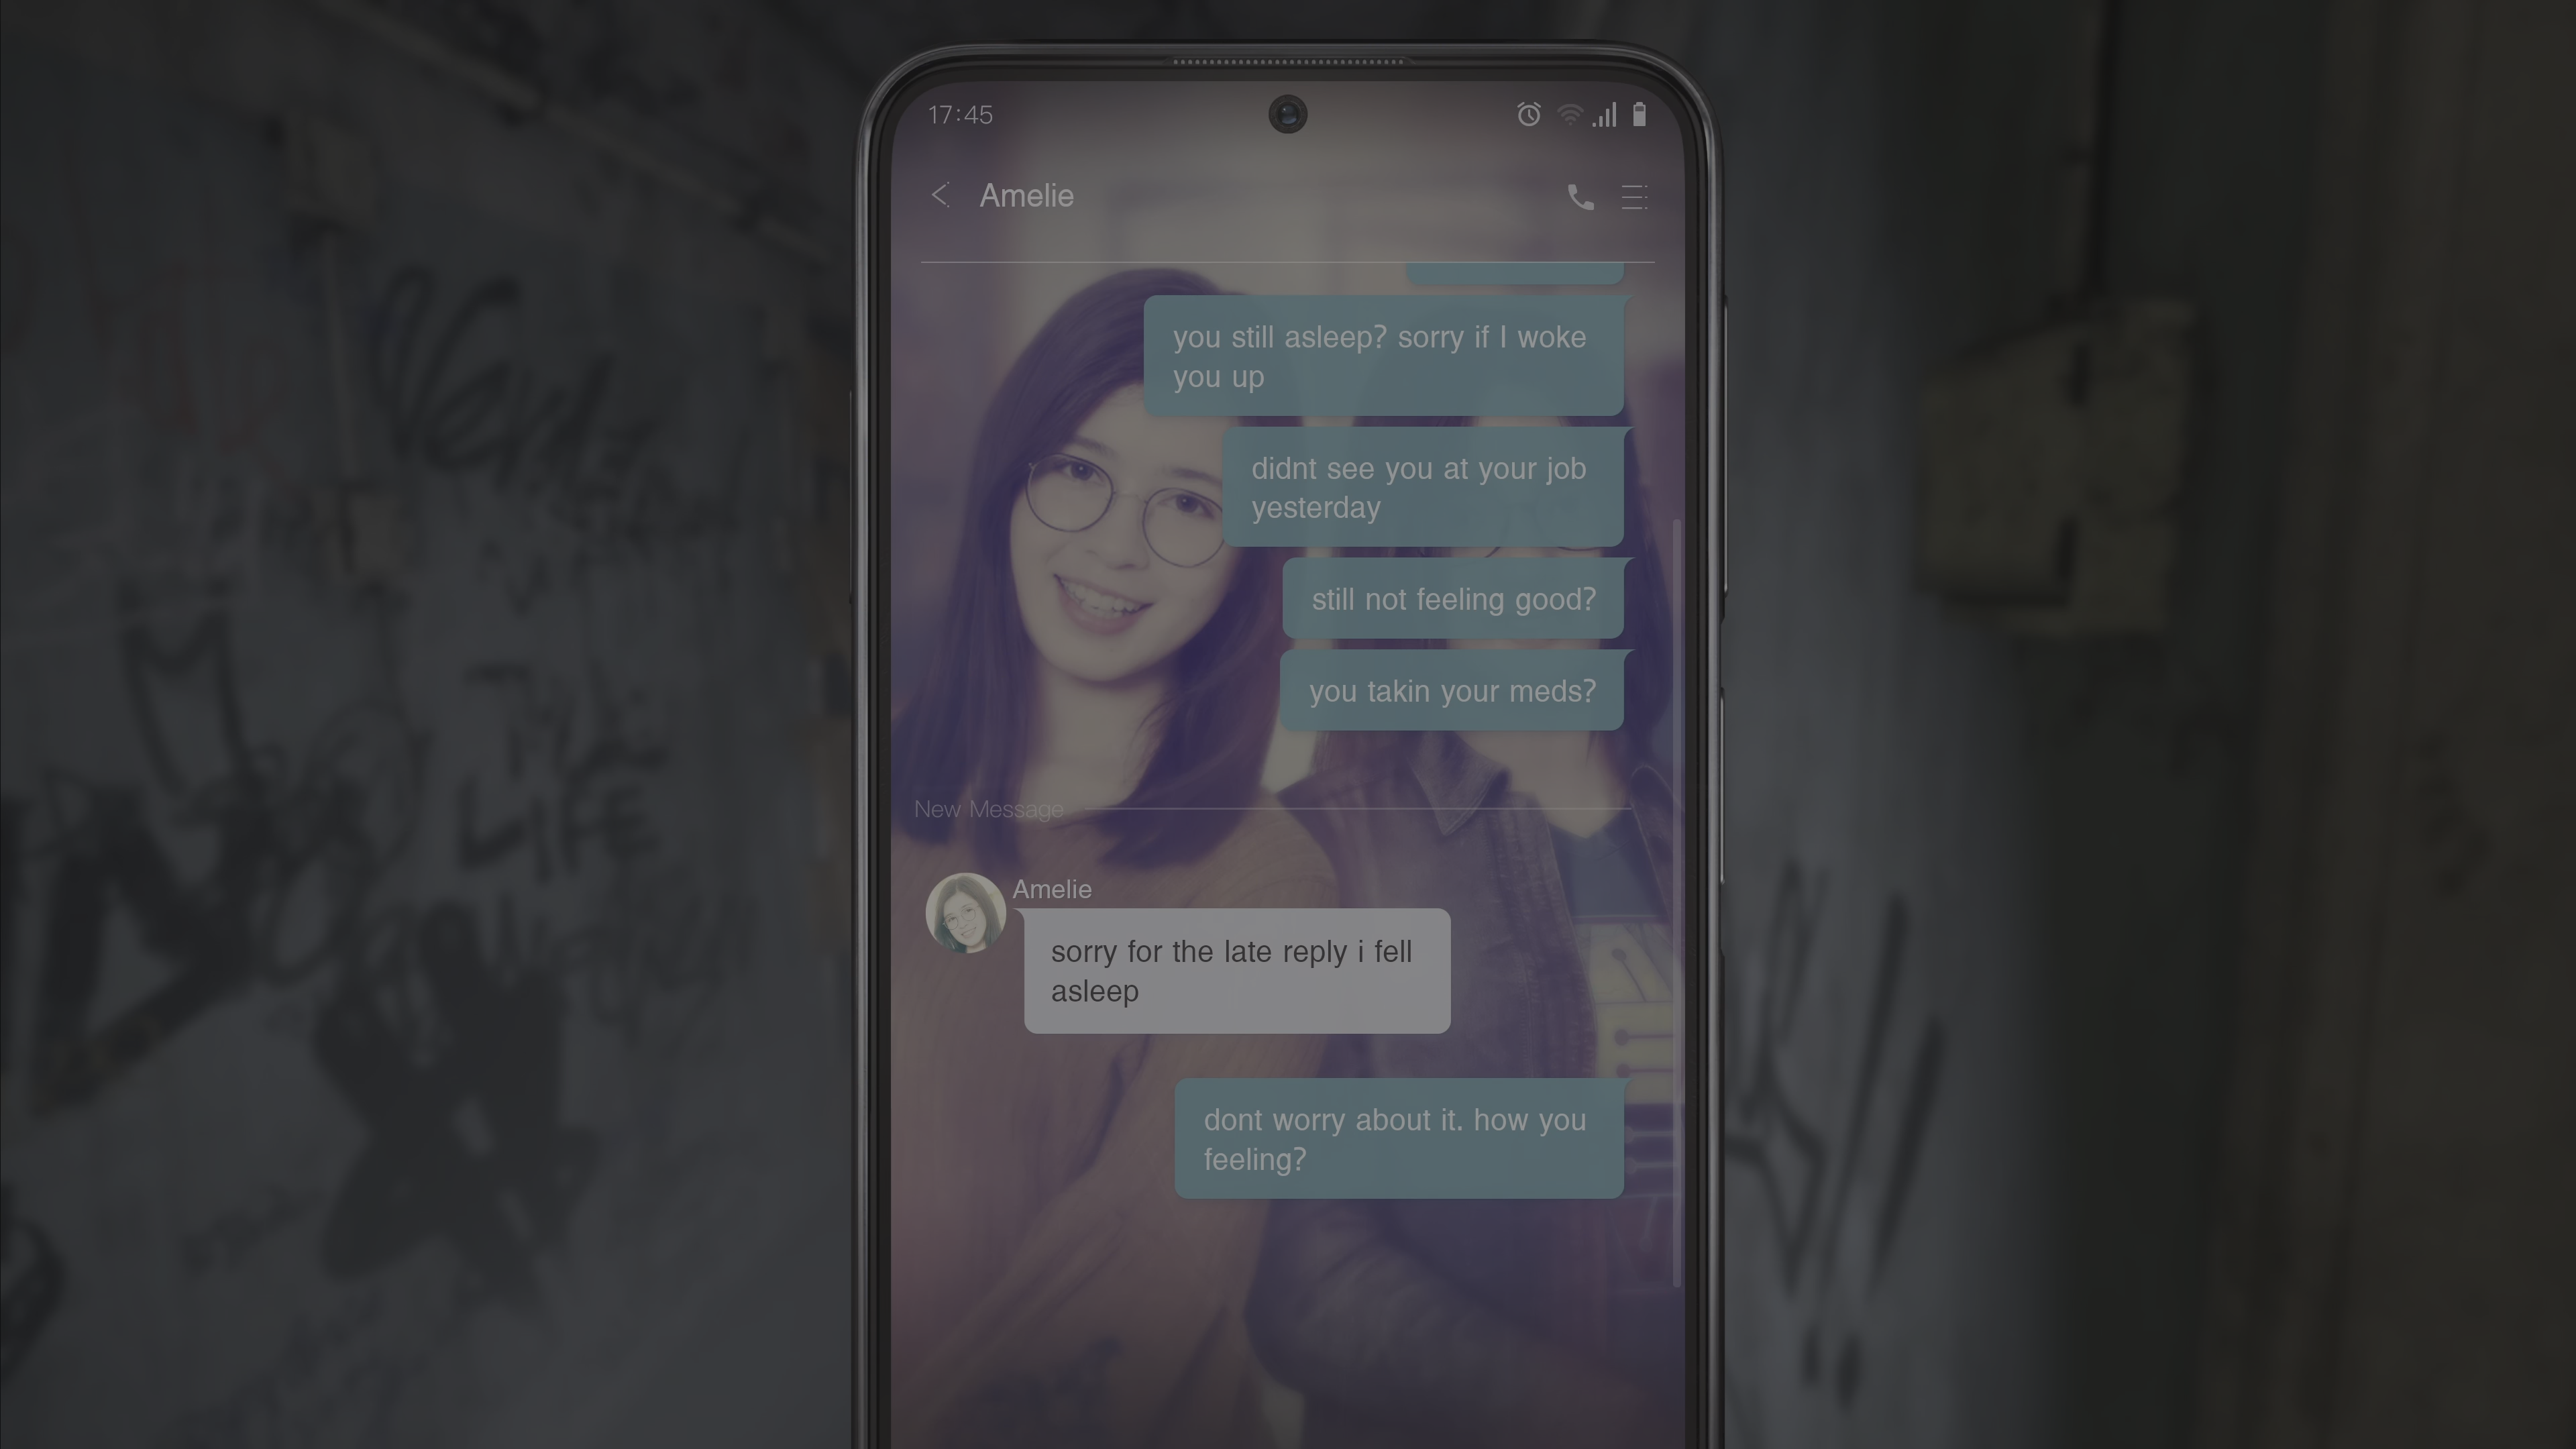 17:45
Amelie
you still asleep? sorry if I woke
you up
didnt see you at your job
yesterday
still not feeling good?
you takin your meds?
New Message
Amelie
sorry for the late reply i fell
asleep
dont worry about it. how you
feeling?
THE
LIFE